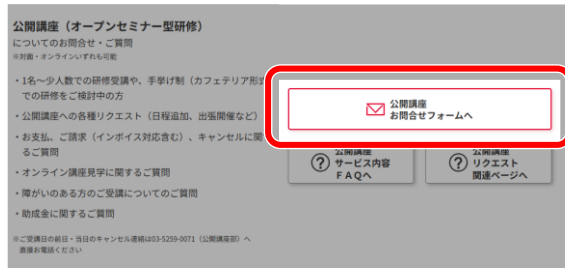 公開講座（オープンセミナー型研修）
についてのお問合せ・ご質問
※対面・オンラインいずれも可能
・1名～少人数での研修受講や、手挙げ制（カフェテリア形式
での研修をご検討中の方
・公開講座への各種リクエスト（日程追加、出張開催など）
・お支払、ご請求（インボイス対応含む）、キャンセルに関
るご質問
・オンライン講座見学に関するご質問
・障がいのある方のご受講についてのご質問
・助成金に関するご質問
※ご受講日の前日・当日のキャンセル連絡は03-5259-0071（公開講座部）へ
直接お電話ください
公開講座
お問合せフォームへ
公開講座
サービス内容
ＦＡＱへ
公開講座
リクエスト
関連ページへ